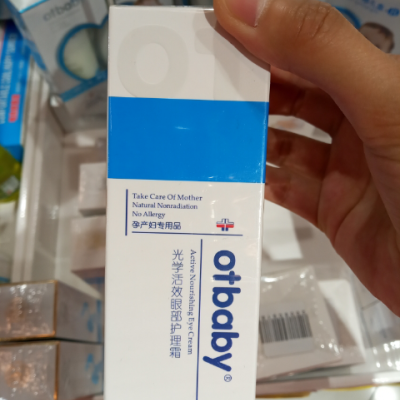 Take Care Of Mother
Natural Nonradiation
No Allergy
孕产妇专用品
otbaby®
Active Nourishing Eye Cream
光学活效眼部护理霜